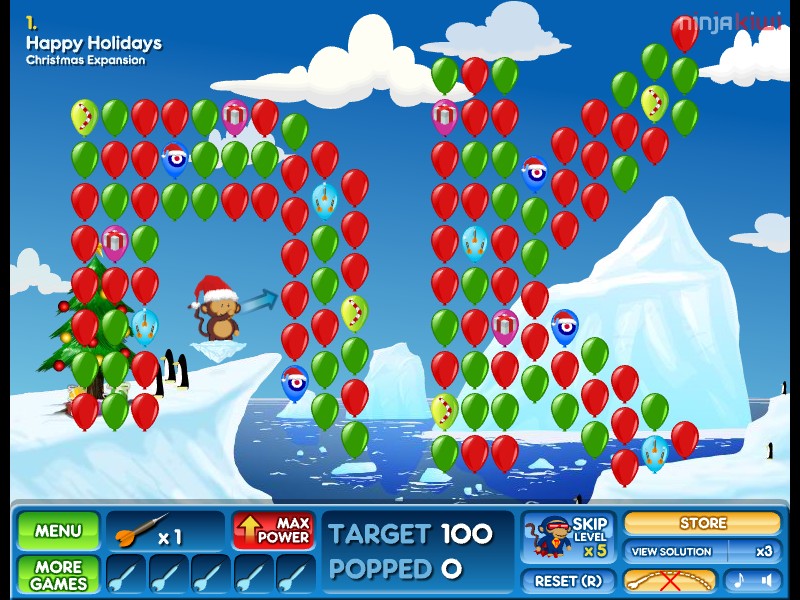 1.
Happy Holidays
Christmas Expansion
ninjakiwi
MENU
MORE
GAMES
x 1
MAX
POWER
TARGET 100
POPPED 0
SKIP
LEVEL
x 5
RESET (R)
STORE
VIEW SOLUTION x3